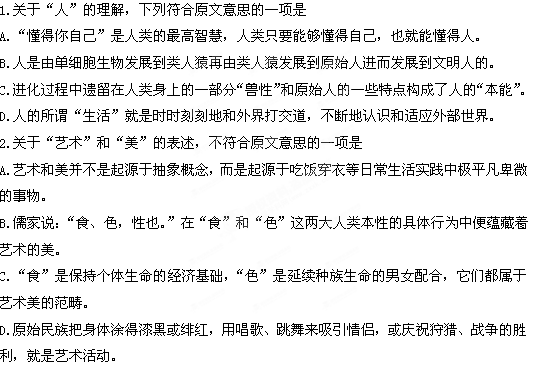 1.关于“人”的理解，下列符合原文意思的一项是
A.“懂得你自己”是人类的最高智慧，人类只要能够懂得自己，也就能懂得人。
B.人是由单细胞生物发展到类人猿再由类人猿发展到原始人进而发展到文明人的。
C.进化过程中遗留在人类身上的一部分“兽性”和原始人的一些特点构成了人的“本能”。
D.人的所谓“生活”就是时时刻刻地和外界打交道，不断地认识和适应外部世界。
2.关于“艺术”和“美”的表述，不符合原文意思的一项是
A.艺术和美并不是起源于抽象概念，而是起源于吃饭穿衣等日常生活实践中极平凡卑微
的事物。
B.儒家说：“食、色，性也。”在“食”和“色”这两大人类本性的具体行为中便蕴藏着
艺术的美。
C.“食”是保持个体生命的经济基础，“色”是延续种族生命的男女配合，它们都属于
艺术美的范畴。
D.原始民族把身体涂得漆黑或绯红，用唱歌、跳舞来吸引情侣，或庆祝狩猎、战争的胜
利，就是艺术活动。